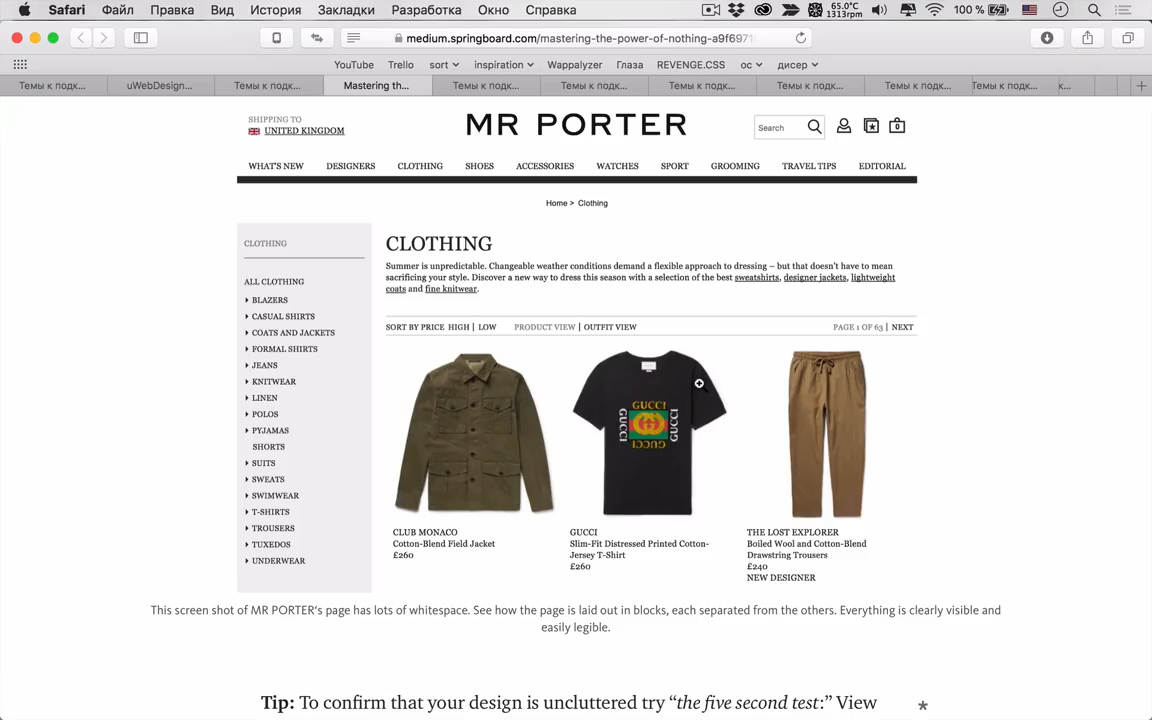 Safari Файл Правка Вид История Закладки Разработка Окно Справка 65.0°C 1313rpm 100 %
medium.springboard.com/mastering-the-power-of-nothing-a9f6971
YouTube Trello sort inspiration Wappalyzer Глаза REVENGE.CSS ос дисер
Темы к подк... uWebDesign... Темы к подк... Mastering th... Темы к подк... Темы к подк... Темы к подк... Темы к подк... Темы к подк... Темы к подк... к...
SHIPPING TO
UNITED KINGDOM
MR PORTER
Search
0
WHAT'S NEW DESIGNERS CLOTHING SHOES ACCESSORIES WATCHES SPORT GROOMING TRAVEL TIPS EDITORIAL
Home > Clothing
CLOTHING
ALL CLOTHING
BLAZERS
CASUAL SHIRTS
COATS AND JACKETS
FORMAL SHIRTS
JEANS
KNITWEAR
LINEN
POLOS
PYJAMAS
SHORTS
SUITS
SWEATS
SWIMWEAR
T-SHIRTS
TROUSERS
TUXEDOS
UNDERWEAR
CLOTHING
Summer is unpredictable. Changeable weather conditions demand a flexible approach to dressing – but that doesn't have to mean
sacrificing your style. Discover a new way to dress this season with a selection of the best sweatshirts, designer jackets, lightweight
coats and fine knitwear.
SORT BY PRICE HIGH | LOW PRODUCT VIEW | OUTFIT VIEW PAGE 1 OF 63 | NEXT
GUCCI
GUCCI
GUCCI
GUCCI
CLUB MONACO
Cotton-Blend Field Jacket
£260
GUCCI
Slim-Fit Distressed Printed Cotton-
Jersey T-Shirt
£260
THE LOST EXPLORER
Boiled Wool and Cotton-Blend
Drawstring Trousers
£240
NEW DESIGNER
This screen shot of MR PORTER's page has lots of whitespace. See how the page is laid out in blocks, each separated from the others. Everything is clearly visible and
easily legible.
Tip: To confirm that your design is uncluttered try “the five second test:” View *